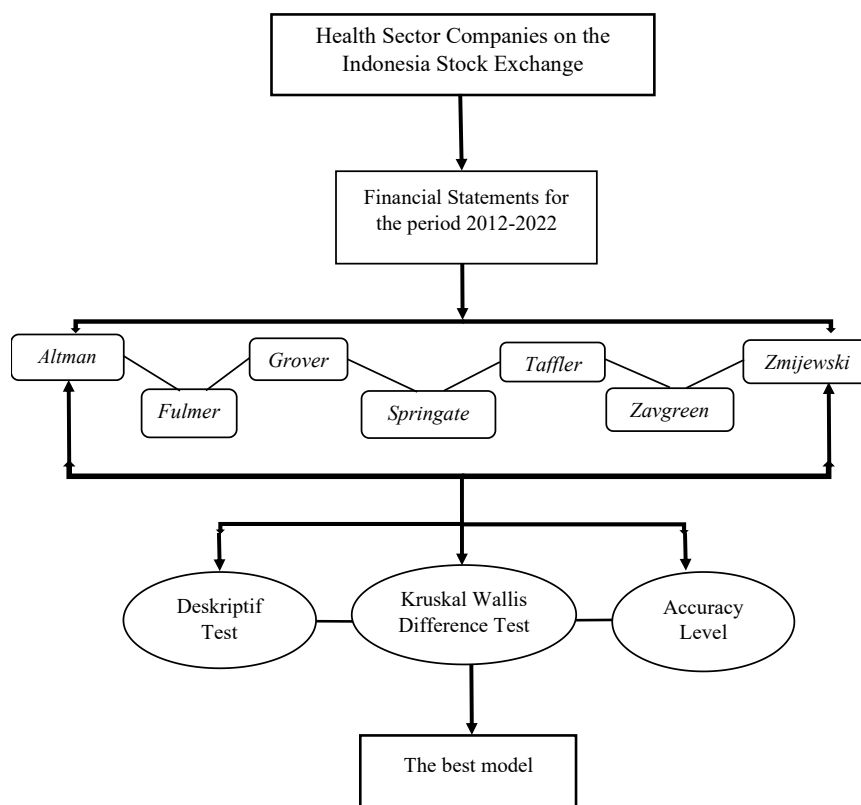 Health Sector Companies on the
Indonesia Stock Exchange
Financial Statements for
the period 2012-2022
Altman
Grover
Taffler
Zmijewski
Fulmer
Springate
Zavgreen
Deskriptif
Test
Kruskal Wallis
Difference Test
Accuracy
Level
The best model